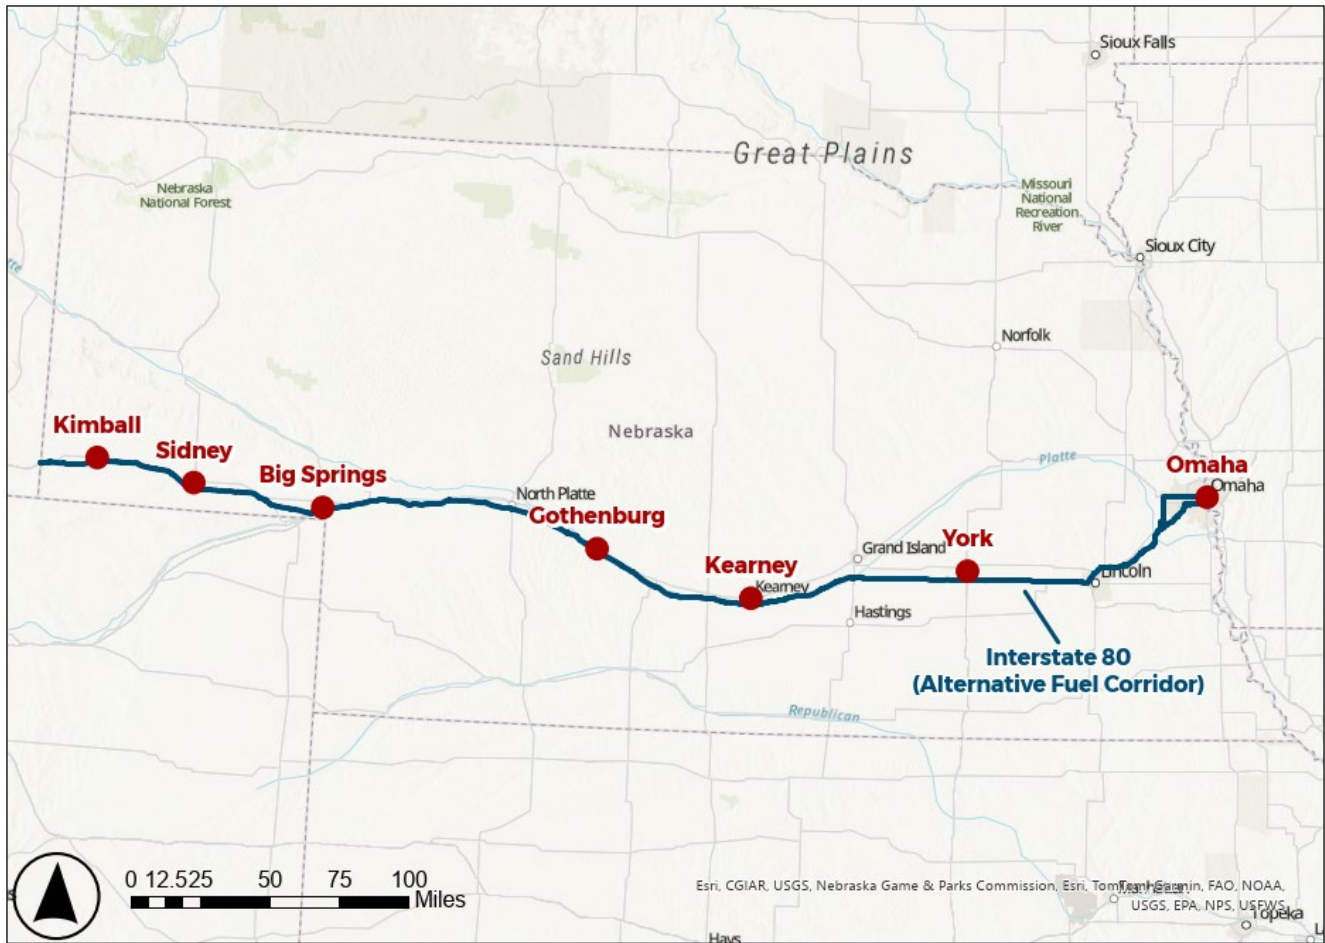 Sioux Falls
Great Plains
Nebraska
National Forest
Missouri
National
Recreation
River
Sioux City
Norfolk
Sand Hills
Kimball
Nebraska
Sidney
Platte
Omaha
Big Springs
Omaha
North Platte
Gothenburg
York
Grand Island
Kearney
Lincoln
Kearney
Hastings
Interstate 80
(Alternative Fuel Corridor)
Republican
0 12.525 50 75 100
Miles
Esri, CGIAR, USGS, Nebraska Game & Parks Commission, Esri, TomTom, Garmin, FAO, NOAA,
USGS, EPA, NPS, USFWS
Topeka
Hays